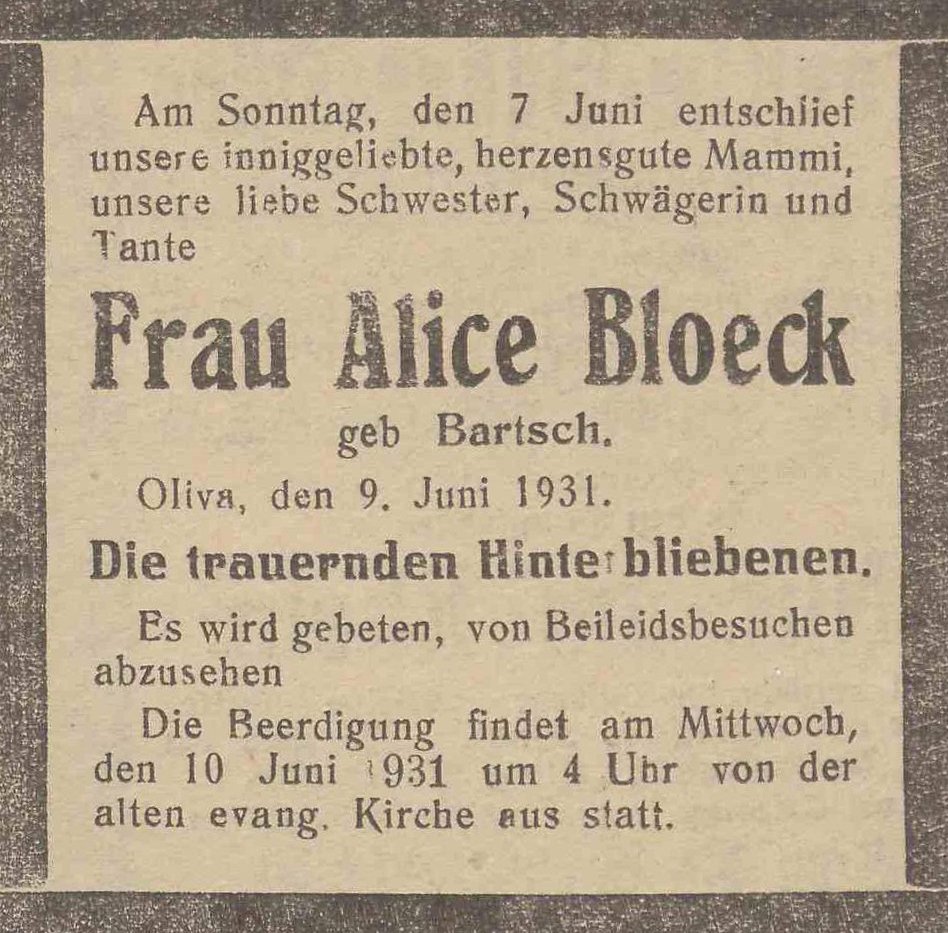 Am Sonntag, den 7 Juni entschlief
unsere inniggeliebte, herzensgute Mammi,
unsere liebe Schwester, Schwägerin und
Tante
Frau Alice Bloeck
geb Bartsch.
Oliva, den 9. Juni 1931.
Die trauernden Hinterbliebenen.
Es wird gebeten, von Beileidsbesuchen
abzusehen
Die Beerdigung findet am Mittwoch,
den 10 Juni 1931 um 4 Uhr von der
alten evang. Kirche aus statt.